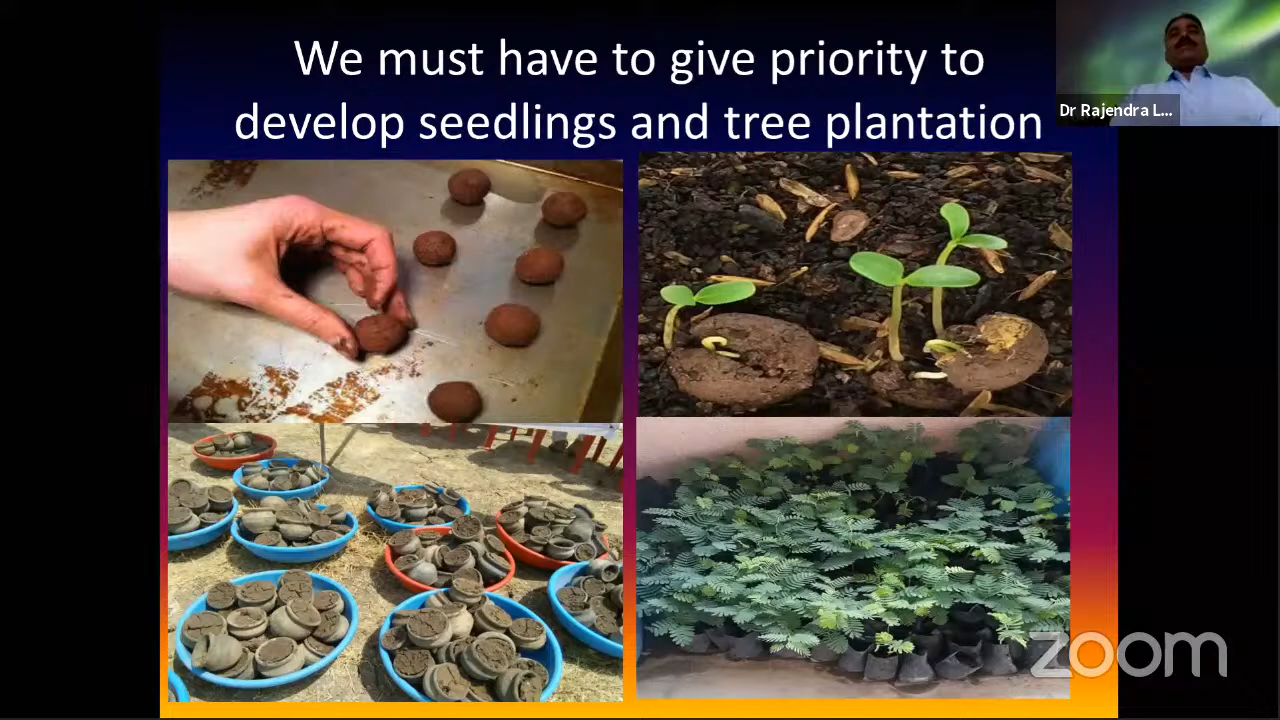 We must have to give priority to
develop seedlings and tree plantation
Dr Rajendra L...
zoom